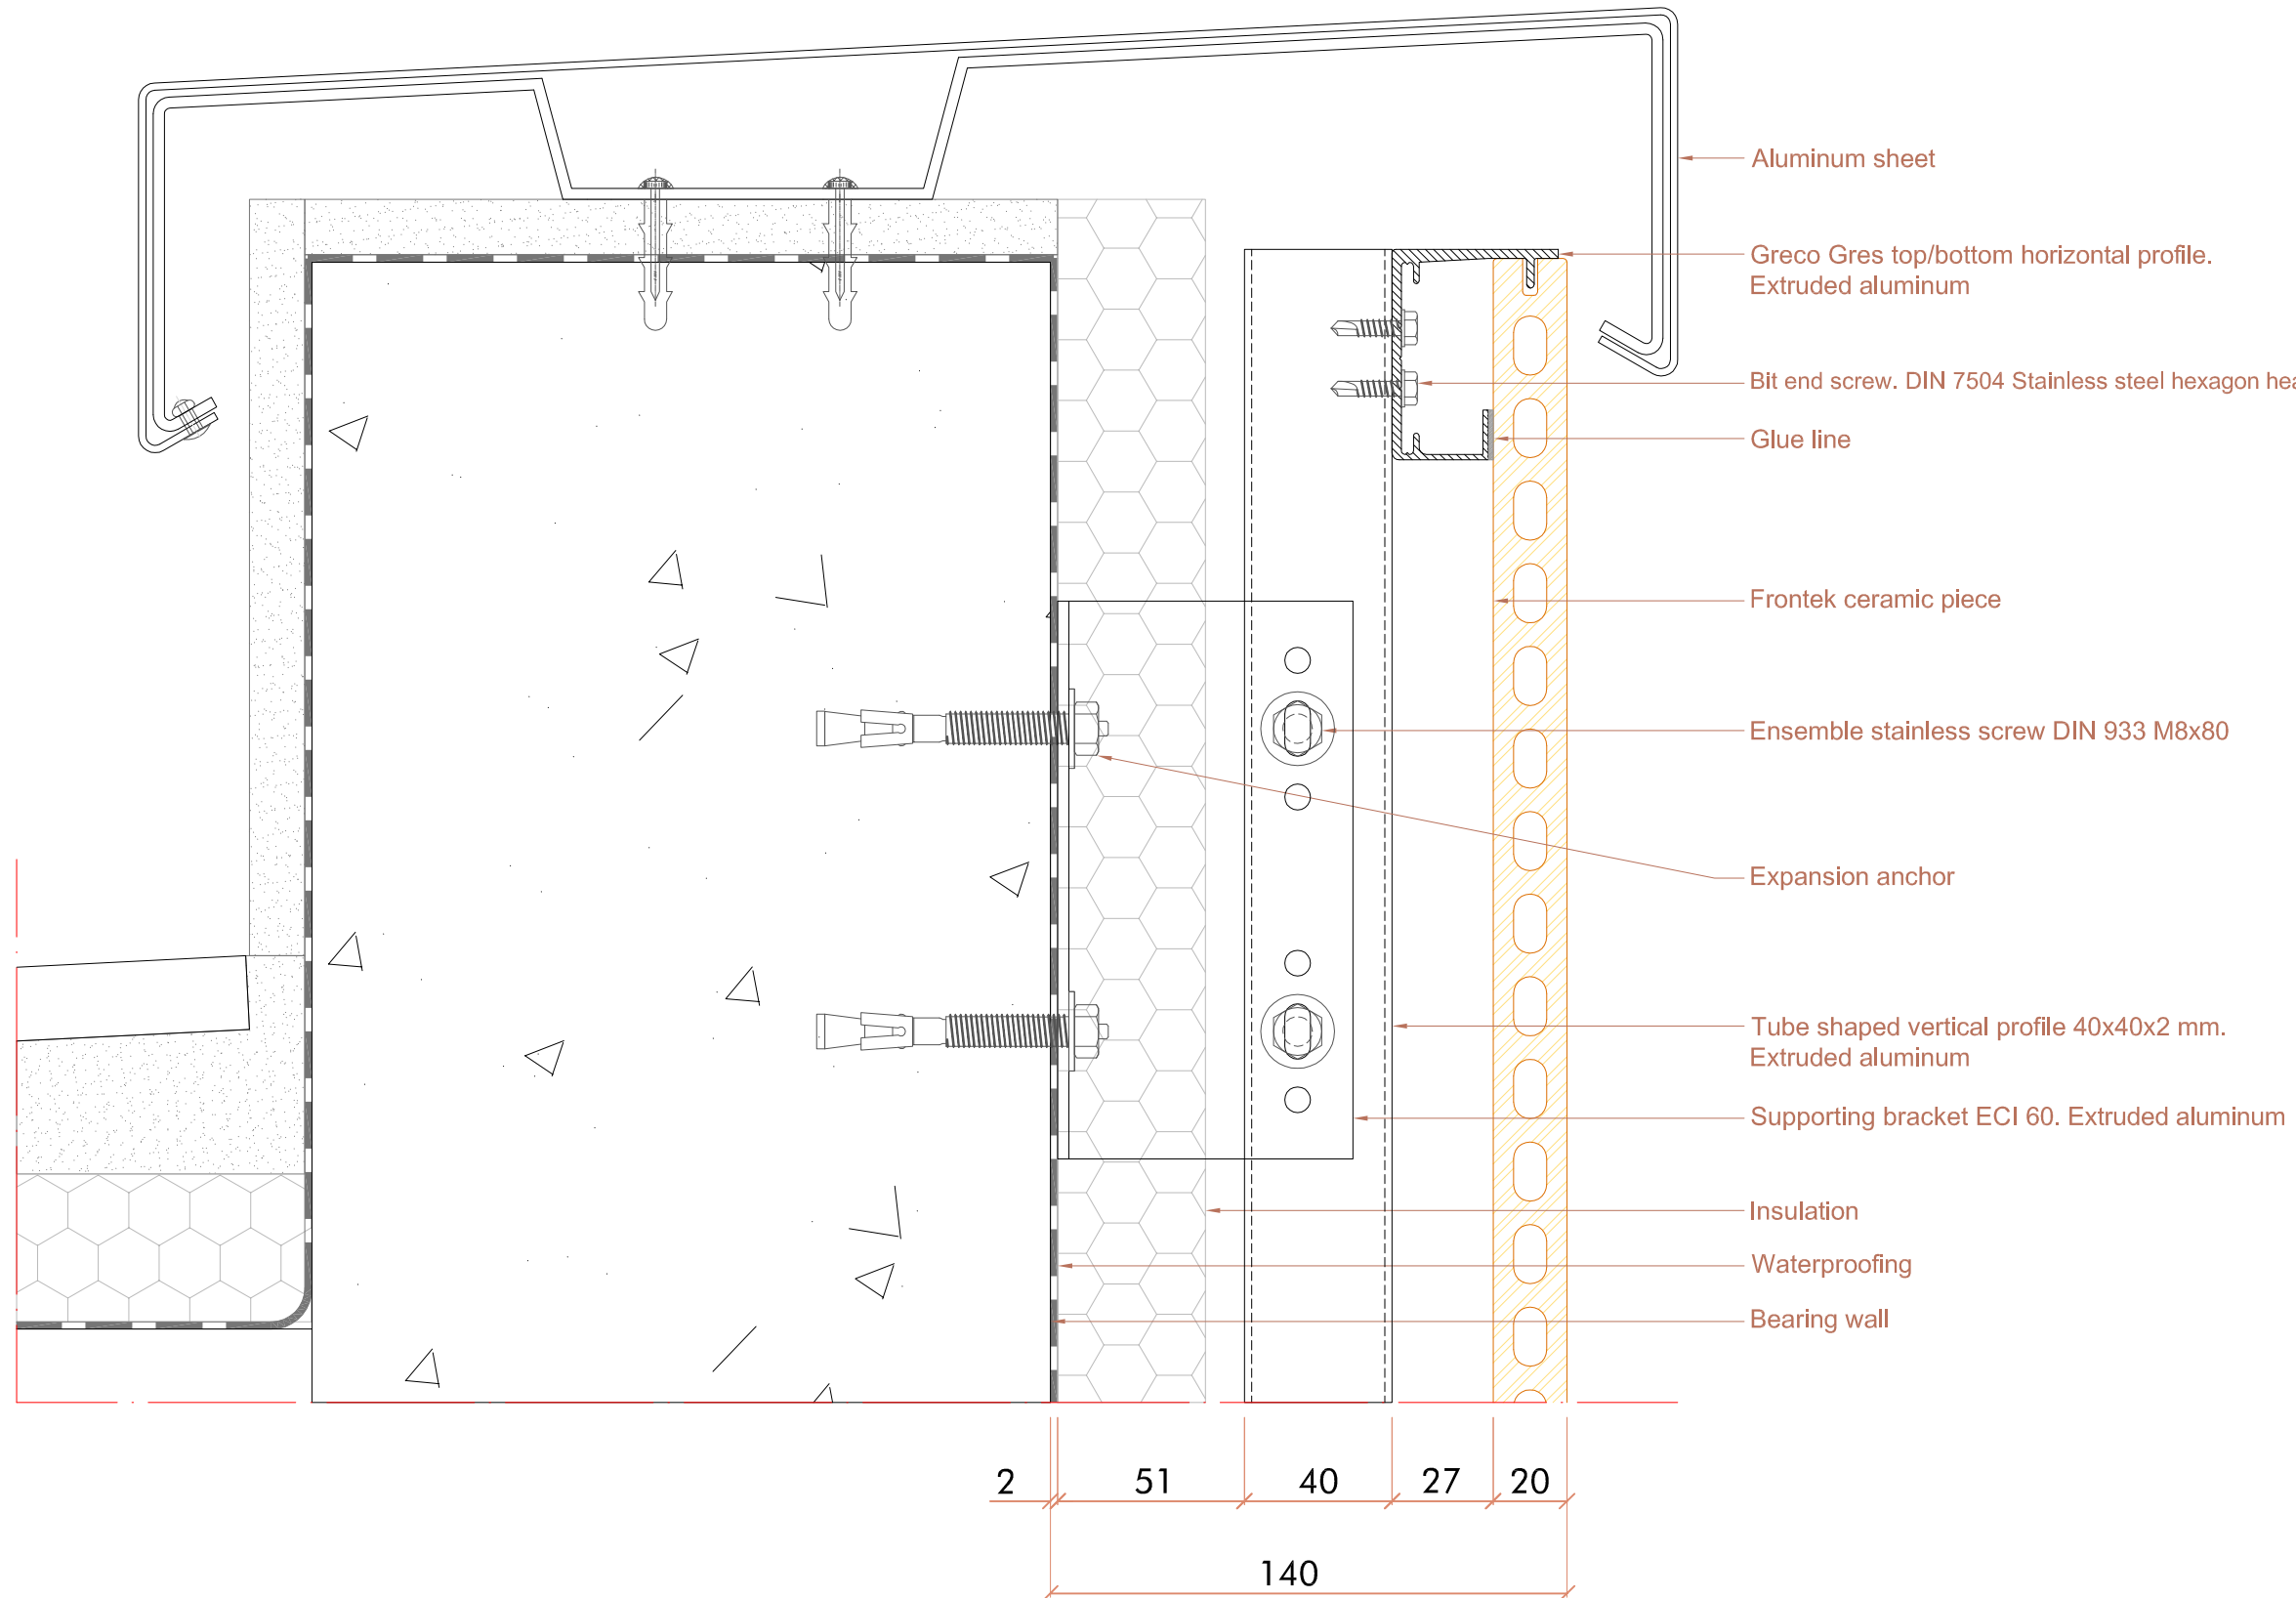 Aluminum sheet
Greco Gres top/bottom horizontal profile.
Extruded aluminum
Bit end screw. DIN 7504 Stainless steel hexagon hea
Glue line
Frontek ceramic piece
Ensemble stainless screw DIN 933 M8x80
Expansion anchor
Tube shaped vertical profile 40x40x2 mm.
Extruded aluminum
Supporting bracket ECI 60. Extruded aluminum
Insulation
Waterproofing
Bearing wall
2 51 40 27 20
140